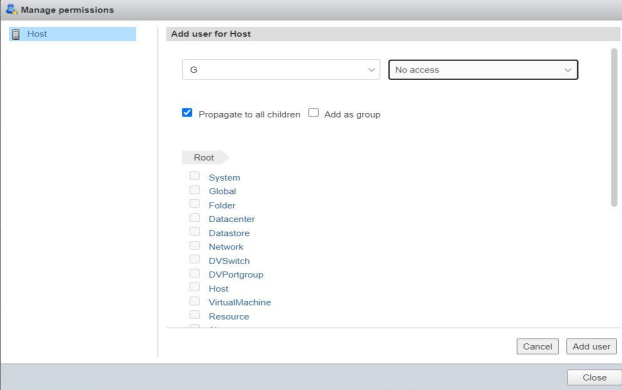 Manage permissions
Host
Add user for Host
G
No access
Propagate to all children Add as group
Root
System
Global
Folder
Datacenter
Datastore
Network
DVSwitch
DVPortgroup
Host
VirtualMachine
Resource
Cancel Add user
Close